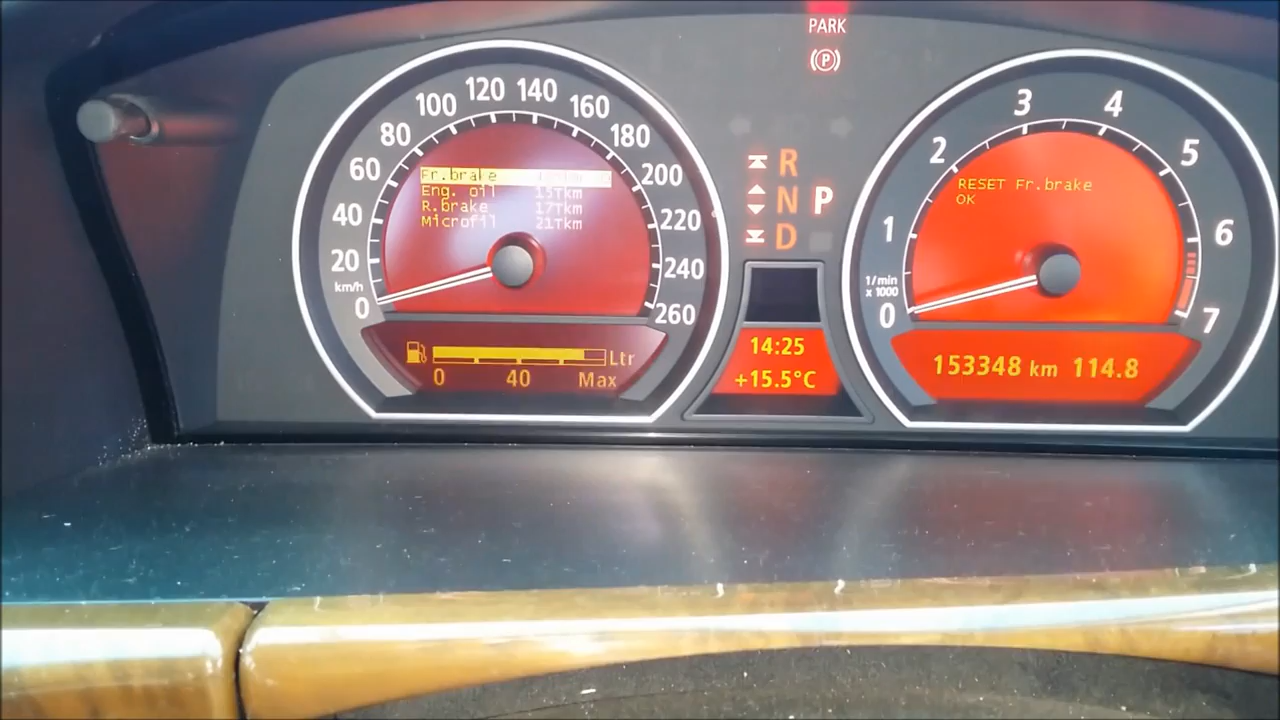 PARK
(P)
0
20
40
60
80
100
120
140
160
180
200
220
240
260
km/h
Fr.brake
Eng. oil 15Tkm
R.brake 17Tkm
Microfil 21Tkm
Ltr
0 40 Max
R
N
D
P
14:25
+15.5°C
0
1
2
3
4
5
6
7
1/min
x 1000
RESET Fr.brake
OK
153348 km 114.8